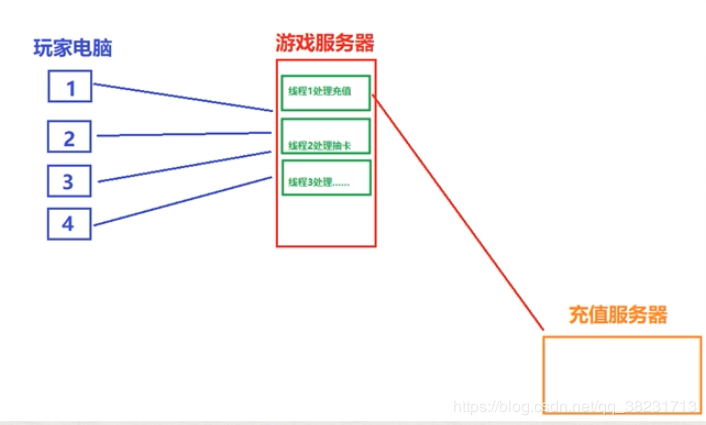 玩家电脑
游戏服务器
1
2
3
4
线程1处理充值
线程2处理抽卡
线程3处理......
充值服务器
https://blog.csdn.net/qq_38231713